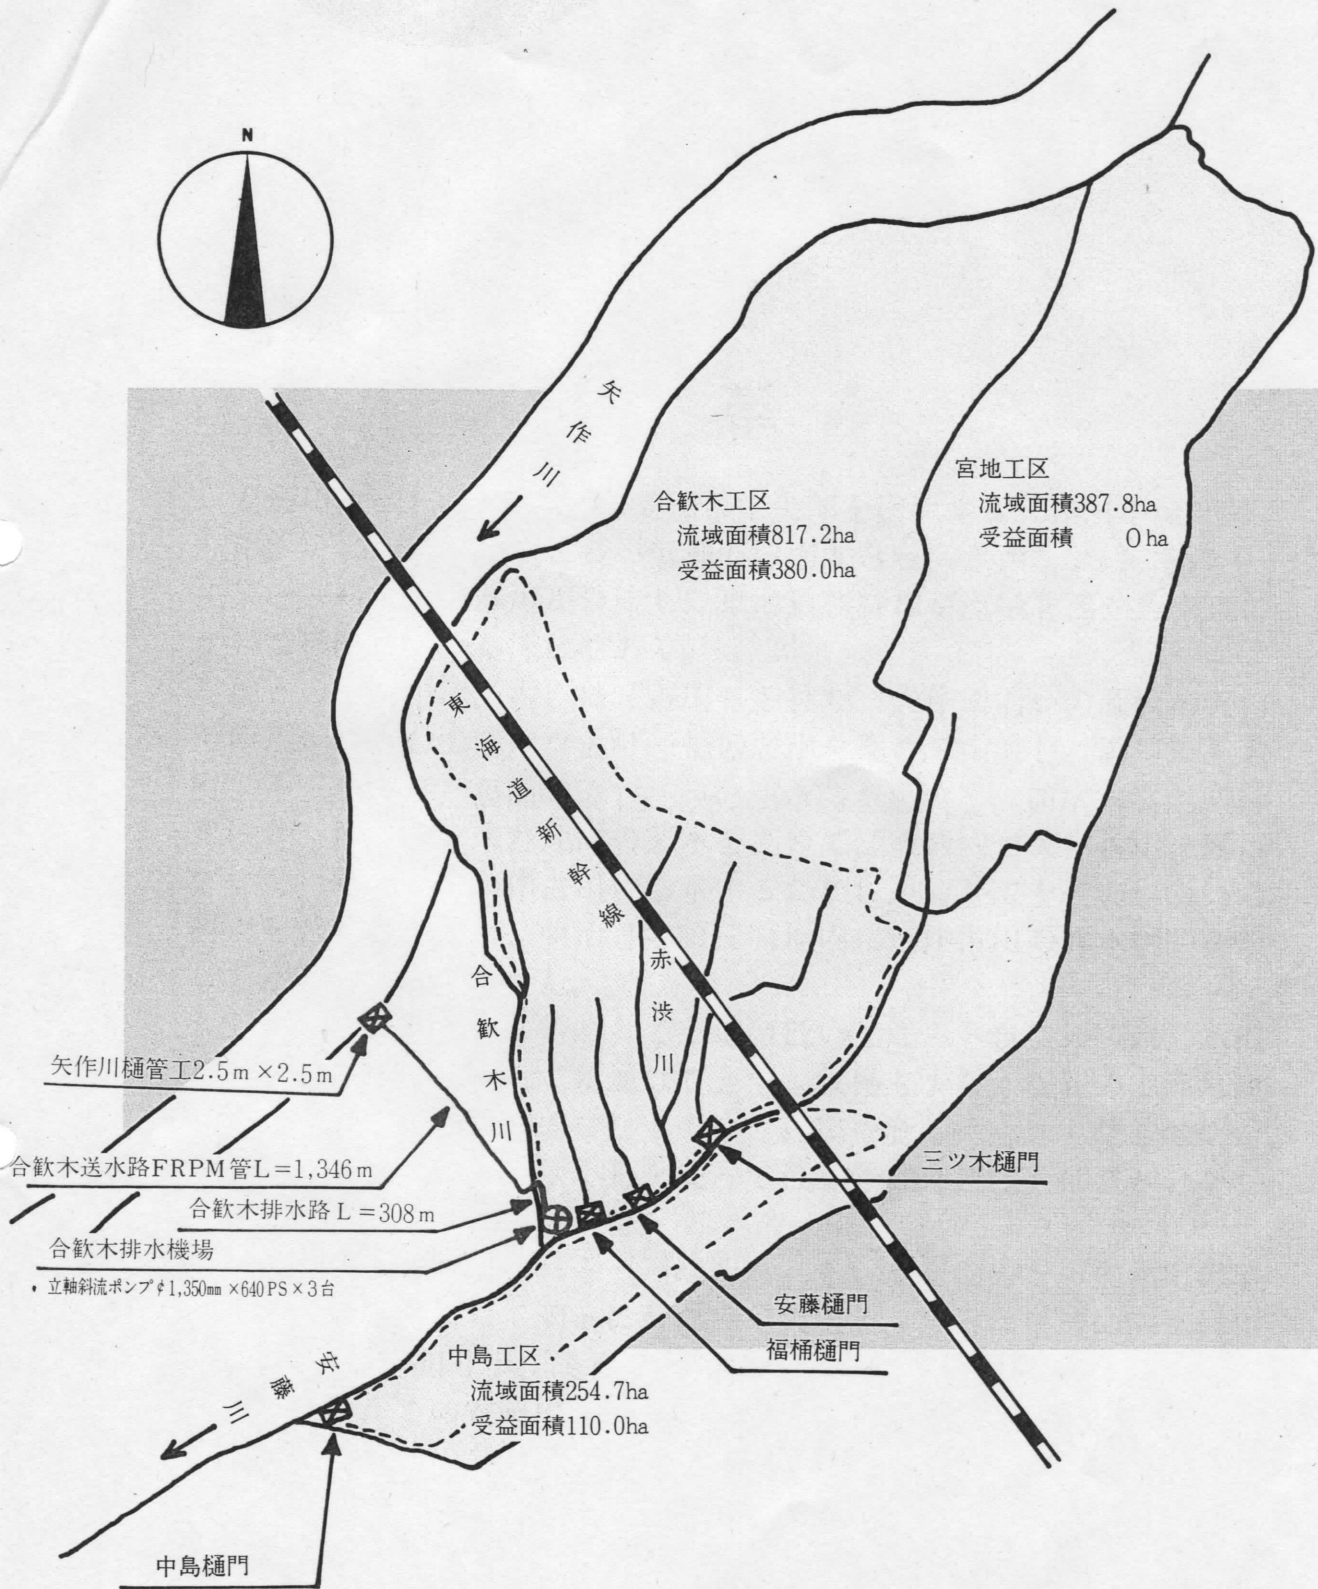 N
矢作川
合歓木工区
流域面積817.2ha
受益面積380.0ha
宮地工区
流域面積387.8ha
受益面積 0ha
東海道新幹線
赤渋川
合歓木川
矢作川樋管工2.5m×2.5m
合歓木送水路FRPM管L=1,346m
合歓木排水路L=308m
合歓木排水機場
・立軸斜流ポンプ¢1,350mm×640PS×3台
三ツ木樋門
安藤樋門
福桶樋門
中島工区
流域面積254.7ha
受益面積110.0ha
安藤川
中島樋門